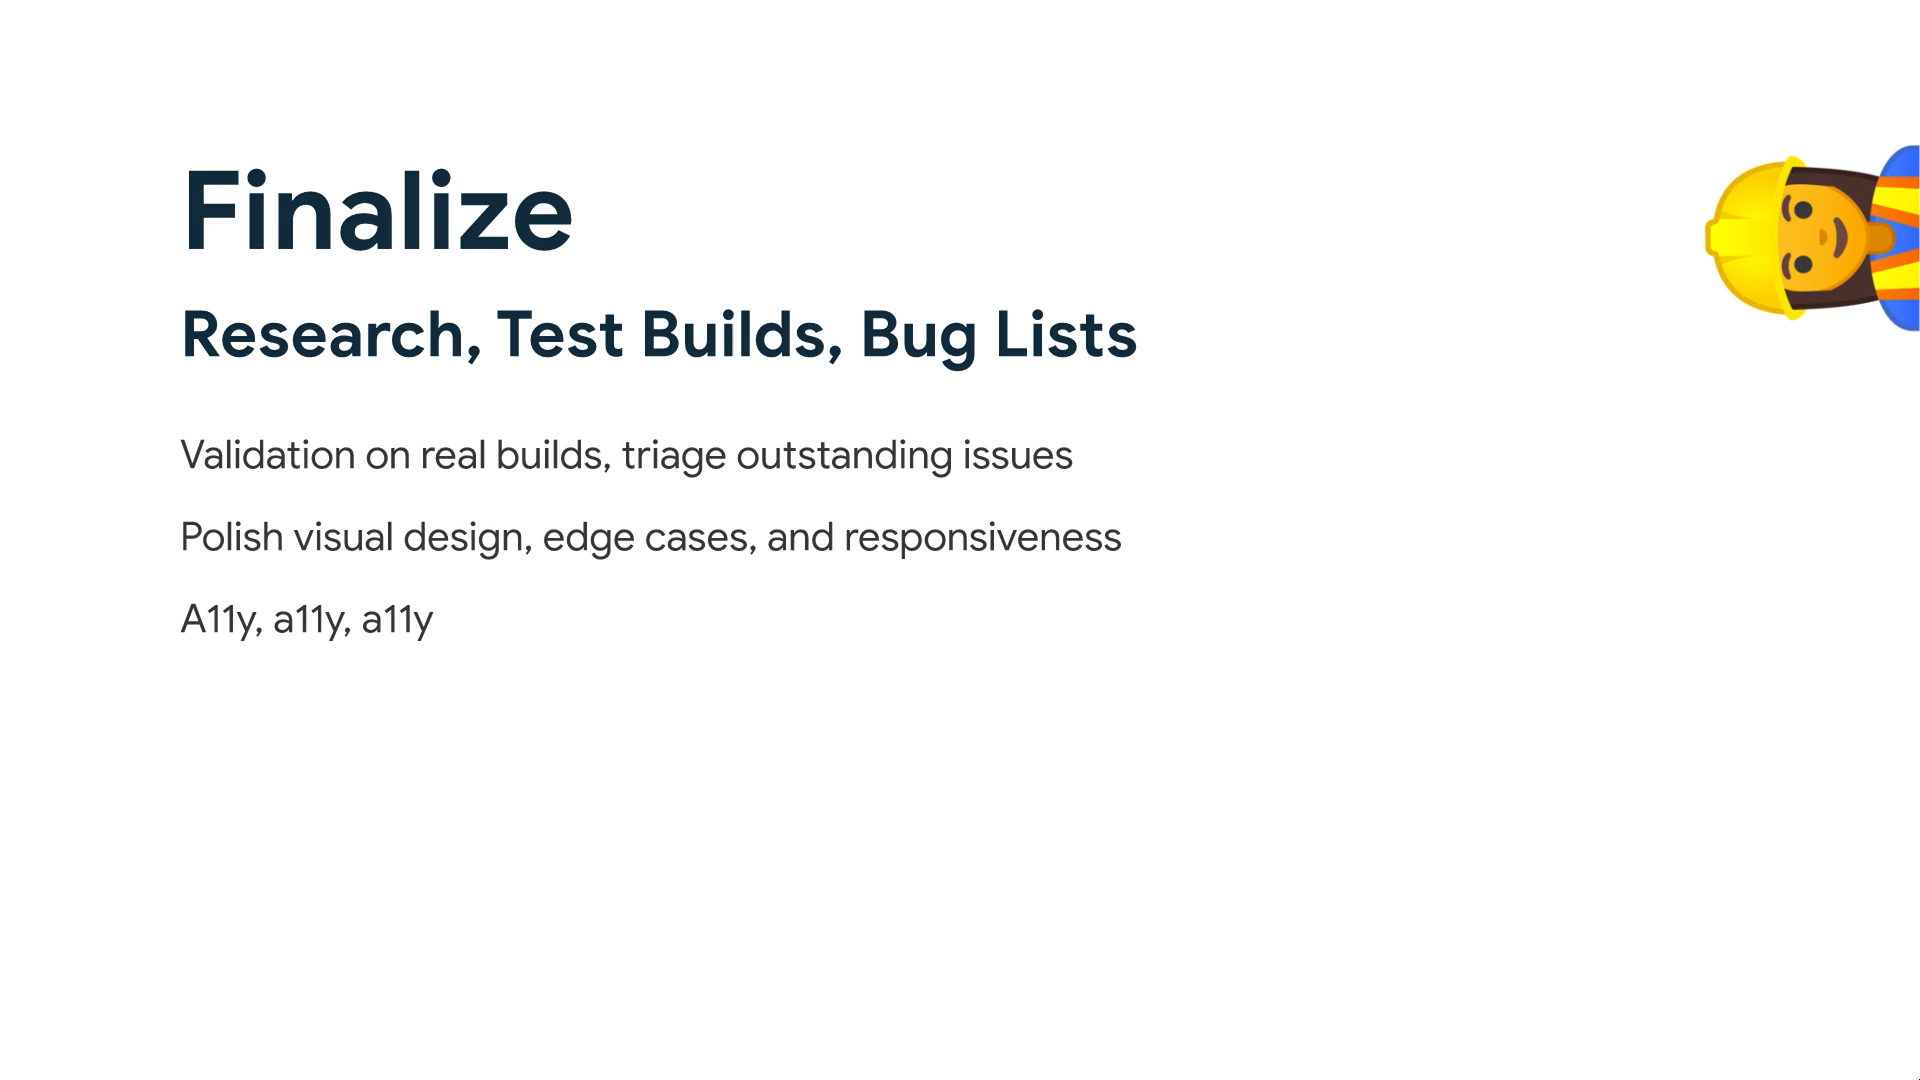 Finalize
Research, Test Builds, Bug Lists
Validation on real builds, triage outstanding issues
Polish visual design, edge cases, and responsiveness
A11y, a11y, a11y